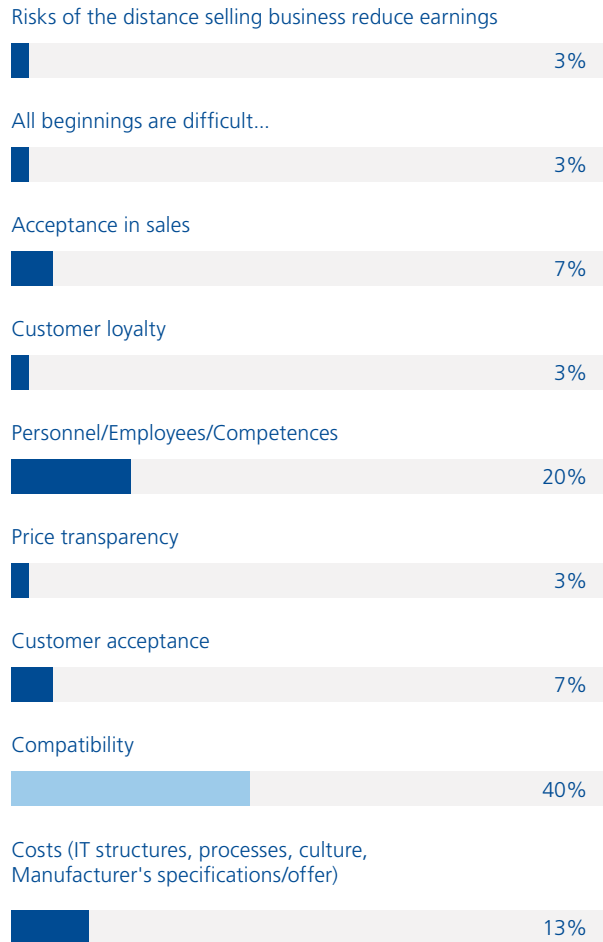 Risks of the distance selling business reduce earnings
3%
All beginnings are difficult...
3%
Acceptance in sales
7%
Customer loyalty
3%
Personnel/Employees/Competences
20%
Price transparency
3%
Customer acceptance
7%
Compatibility
40%
Costs (IT structures, processes, culture,
Manufacturer's specifications/offer)
13%